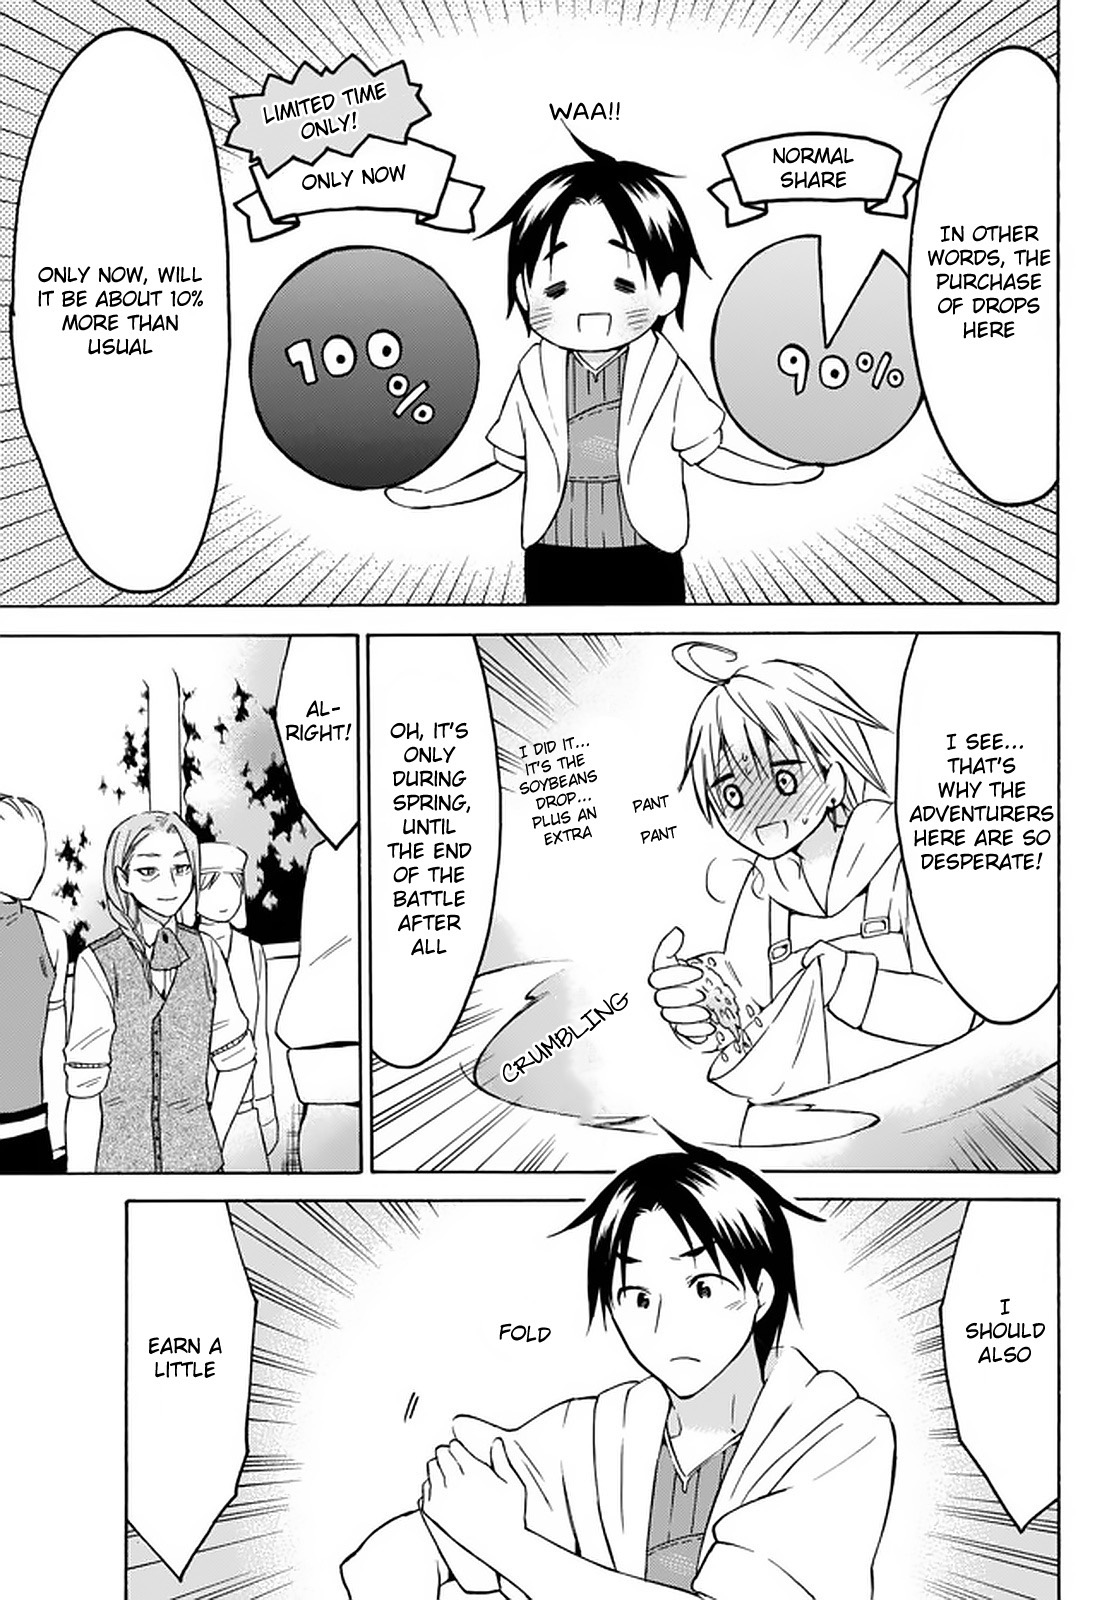 IN OTHER
WORDS, THE
PURCHASE
OF DROPS
HERE
NORMAL
SHARE
90%
WAA!!
LIMITED TIME
ONLY!
ONLY NOW
100
%
ONLY NOW, WILL
IT BE ABOUT 10%
MORE THAN
USUAL
I SEE...
THAT'S
WHY THE
ADVENTURERS
HERE ARE SO
DESPERATE!
PANT
PANT
I DID IT...
IT'S THE
SOYBEANS
DROP...
PLUS AN
EXTRA
CRUMBLING
OH, IT'S
ONLY
DURING
SPRING,
UNTIL
THE END
OF THE
BATTLE
AFTER
ALL
AL-
RIGHT!
I
SHOULD
ALSO
FOLD
EARN A
LITTLE